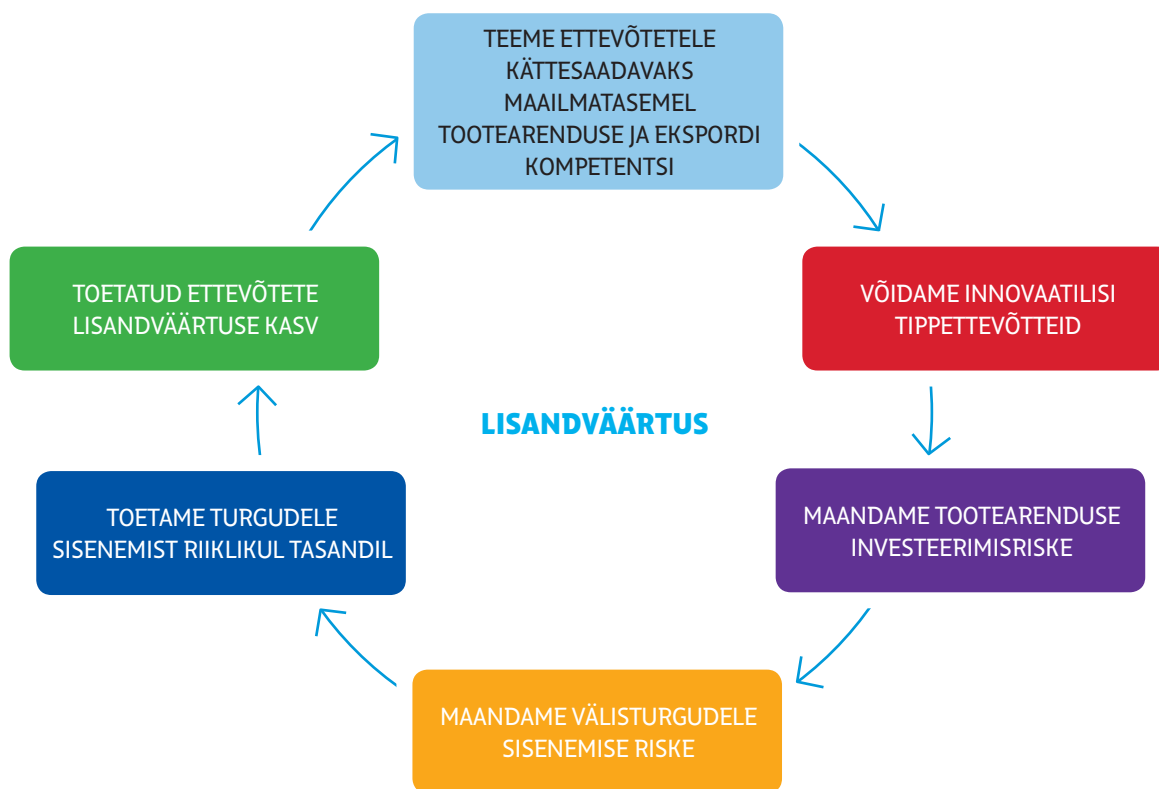 TEEME ETTEVÕTETELE
KÄTTESAADAVAKS
MAAILMATASEMEL
TOOTEARENDUSE JA EKSPORDI
KOMPETENTSI
VÕIDAME INNOVAATILISI
TIPPETTEVÕTTEID
MAANDAME TOOTEARENDUSE
INVESTEERIMISRISKE
MAANDAME VÄLISTURGUDELE
SISENEMISE RISKE
TOETAME TURGUDELE
SISENEMIST RIIKLIKUL TASANDIL
TOETATUD ETTEVÕTETE
LISANDVÄÄRTUSE KASV
LISANDVÄÄRTUS